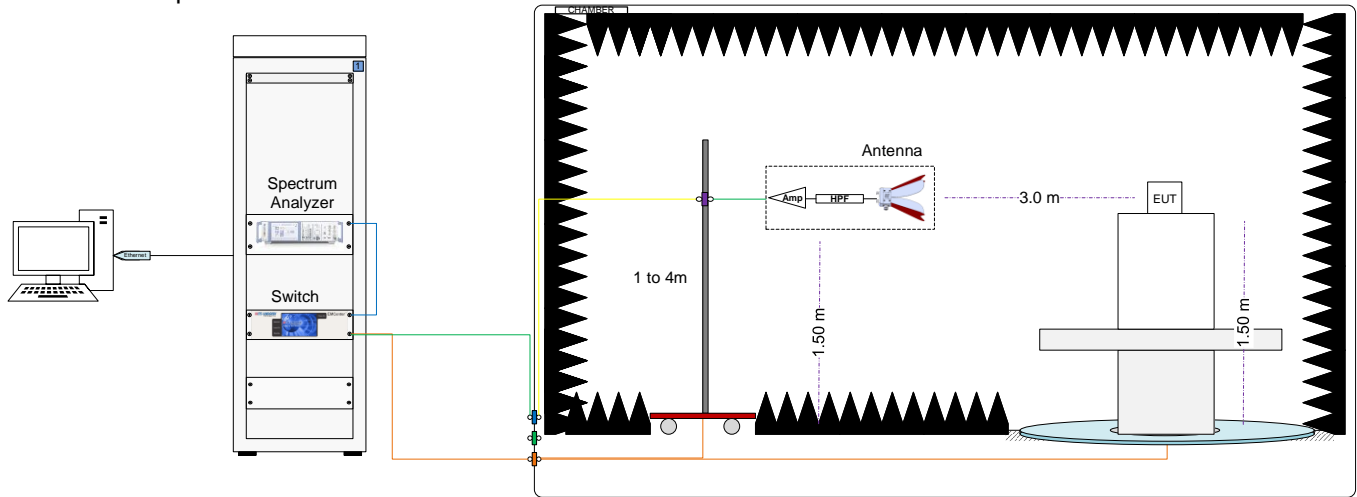 CHAMBER
1
Antenna
Spectrum
Analyzer
Amp
HPF
3.0 m
EUT
Ethernet
1 to 4m
Switch
1.50 m
1.50 m